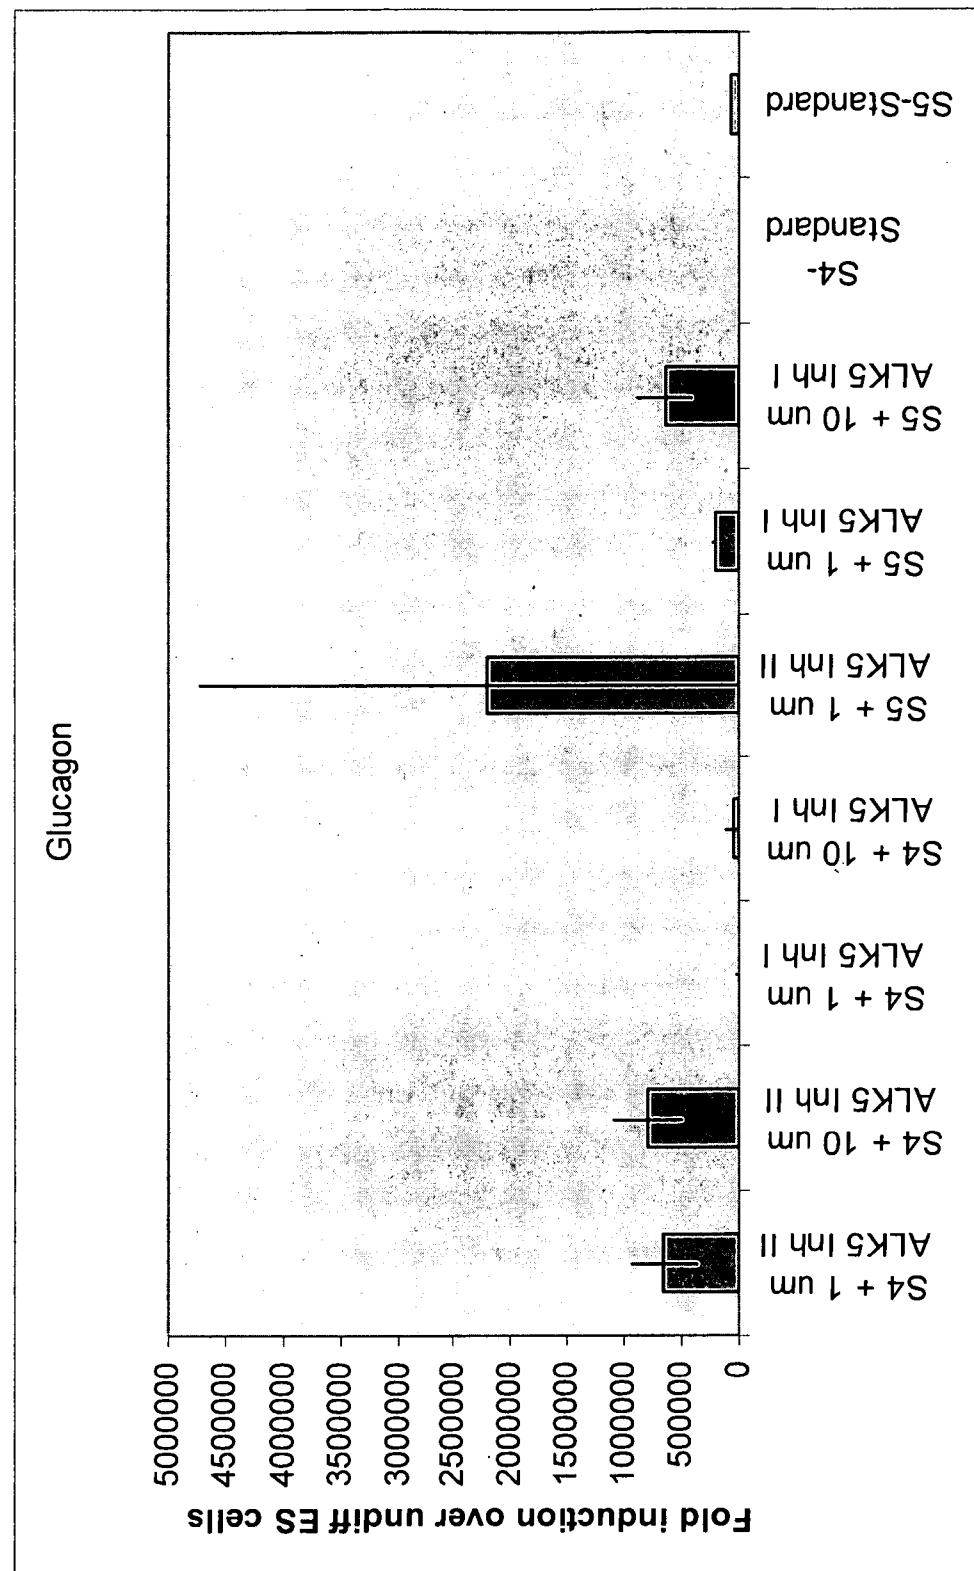 Glucagon
Fold induction over undiff ES cells
5000000
4500000
4000000
3500000
3000000
2500000
2000000
1500000
1000000
500000
0
S4 + 1 um
ALK5 Inh II
S4 + 10 um
ALK5 Inh II
S4 + 1 um
ALK5 Inh I
S4 + 10 um
ALK5 Inh I
S5 + 1 um
ALK5 Inh II
S5 + 1 um
ALK5 Inh I
S5 + 10 um
ALK5 Inh I
S4-
Standard
S5-Standard